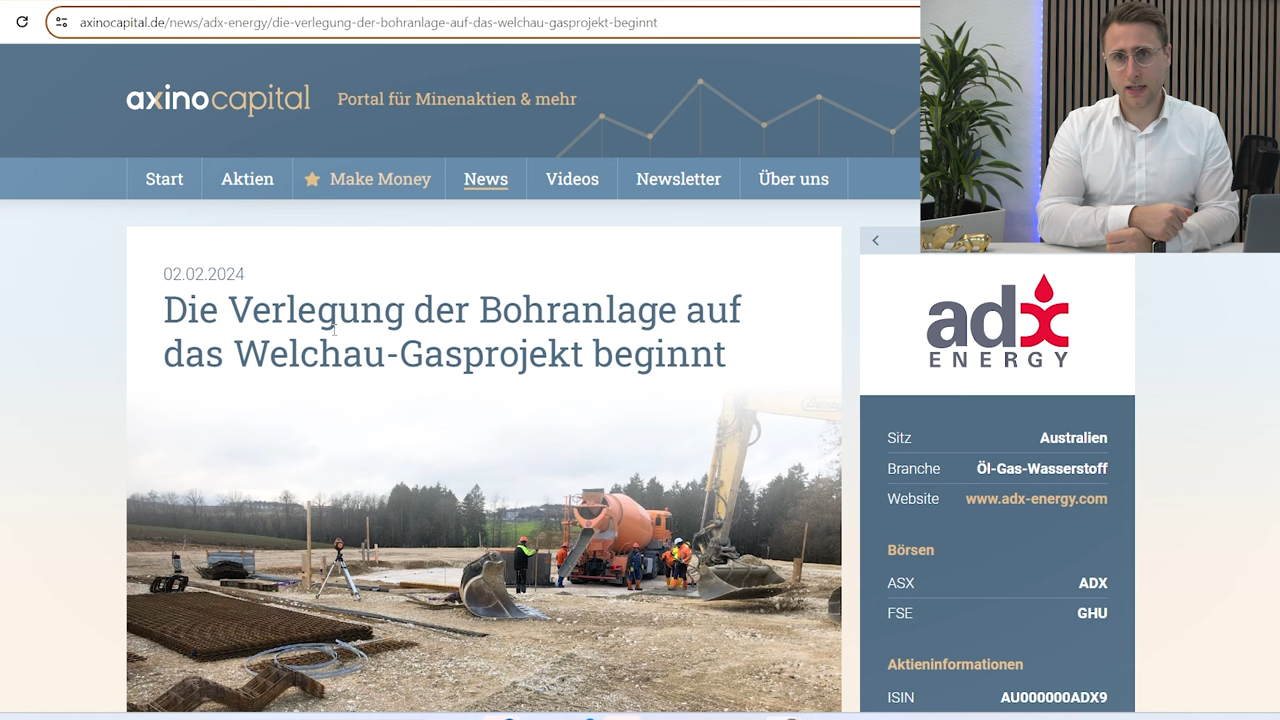 axinocapital.de/news/adx-energy/die-verlegung-der-bohranlage-auf-das-welchau-gasprojekt-beginnt
axinocapital Portal für Minenaktien & mehr
Start Aktien Make Money News Videos Newsletter Über uns
02.02.2024
Die Verlegung der Bohranlage auf
das Welchau-Gasprojekt beginnt
adx
ENERGY
Sitz Australien
Branche Öl-Gas-Wasserstoff
Website www.adx-energy.com
Börsen
ASX ADX
FSE GHU
Aktieninformationen
ISIN AU000000ADX9